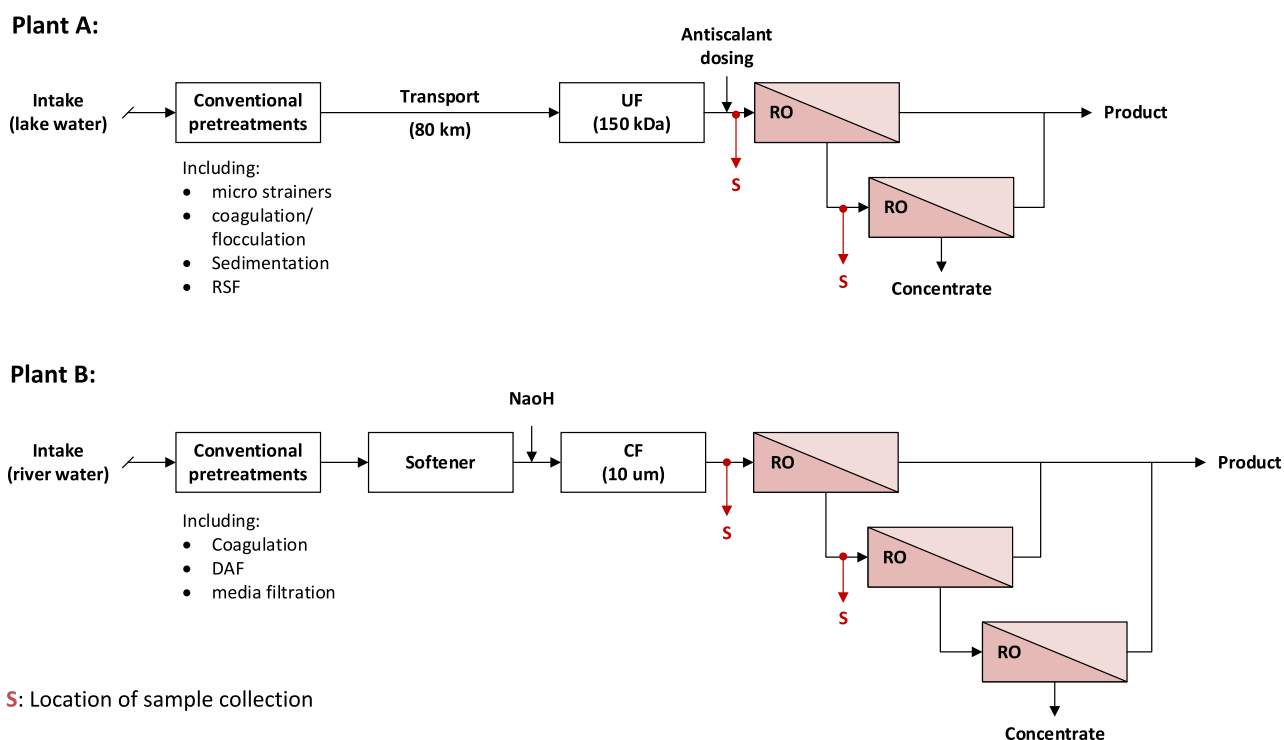 Plant A:
Antiscalant
dosing
Intake
(lake water)
Conventional
pretreatments
Transport
(80 km)
UF
(150 kDa)
RO
Product
S
Including:
• micro strainers
• coagulation/
flocculation
• Sedimentation
• RSF
RO
S
Concentrate
Plant B:
NaoH
Intake
(river water)
Conventional
pretreatments
Softener
CF
(10 um)
RO
Product
S
Including:
• Coagulation
• DAF
• media filtration
RO
S
RO
S: Location of sample collection
Concentrate